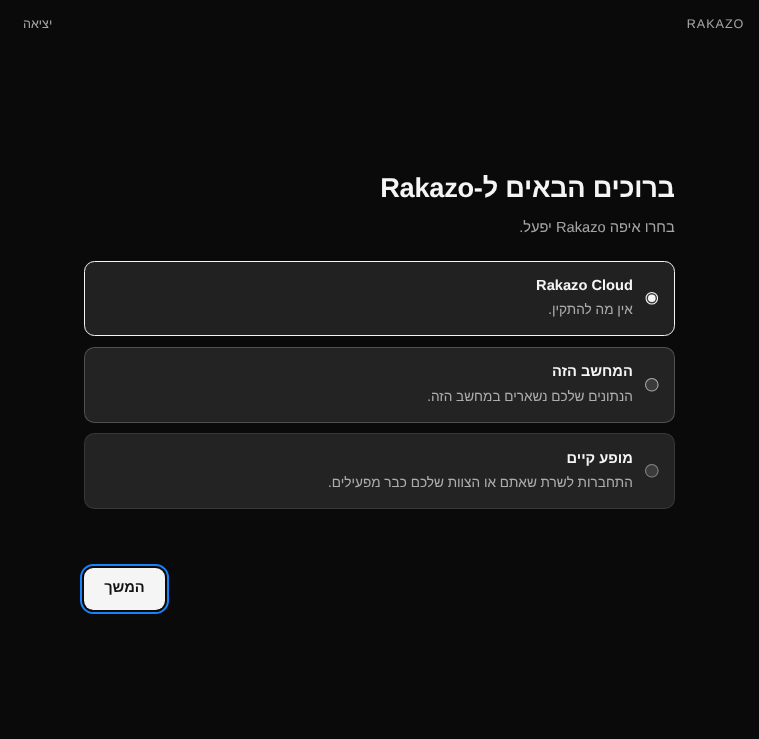 RAKAZO
יציאה
ברוכים הבאים ל-Rakazo
בחרו איפה Rakazo יפעל.
Rakazo Cloud
אין מה להתקין.
המחשב הזה
הנתונים שלכם נשארים במחשב הזה.
מופע קיים
התחברות לשרת שאתם או הצוות שלכם כבר מפעילים.
המשך